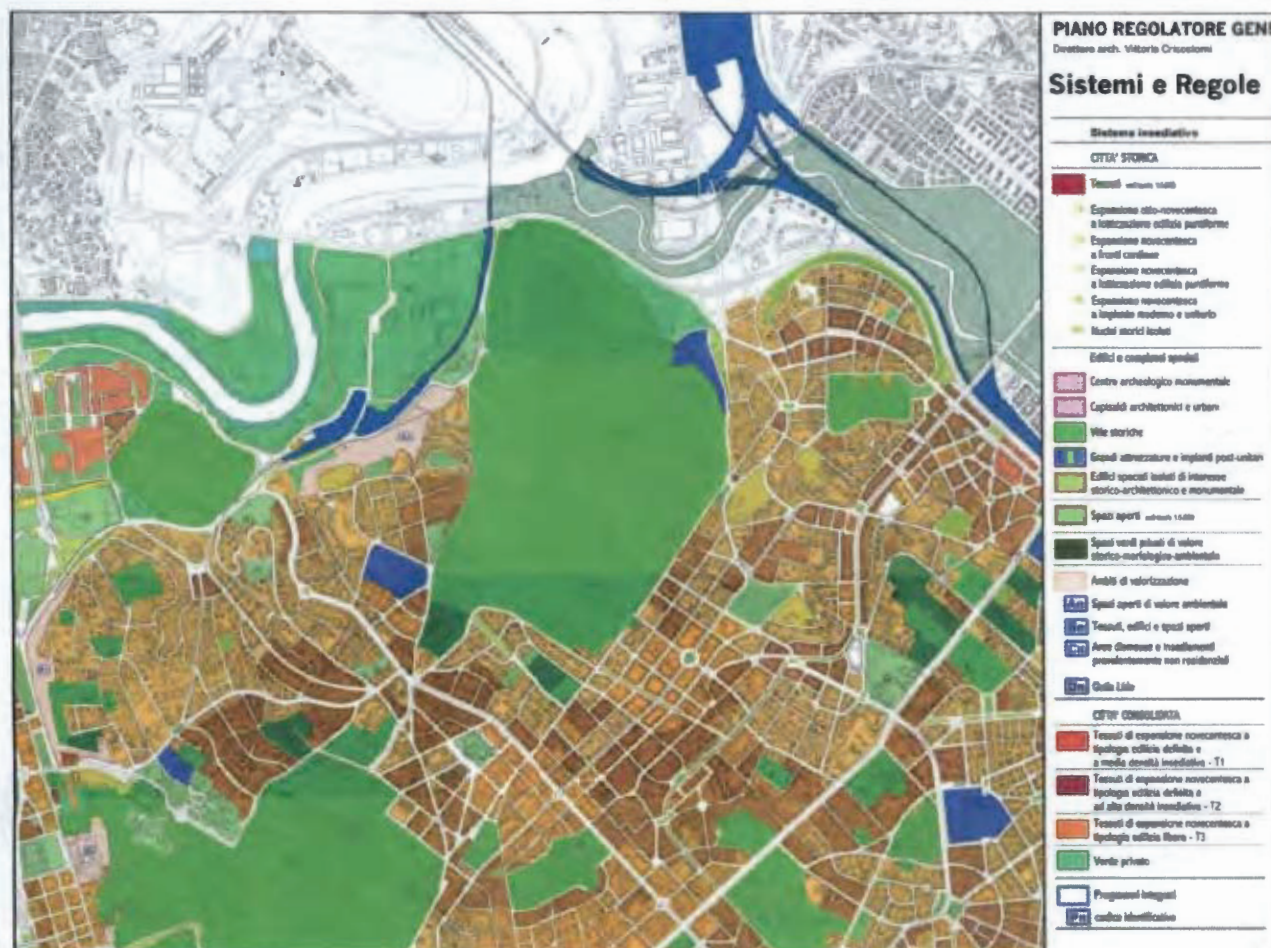 PIANO REGOLATORE GEN
Direttore arch. Vittoria Crisostomi
Sistemi e Regole
Sistema insediativo
CITTA' STORICA
Tessuti
Espansione otto-novecentesca
a lottizzazione edilizia puntiforme
Espansione novecentesca
a fronti continue
Espansione novecentesca
a lottizzazione edilizia puntiforme
Espansione novecentesca
a impianto moderno e unitario
Nuclei storici isolati
Edifici e complessi speciali
Centro archeologico monumentale
Capisaldi architettonici e urbani
Ville storiche
Grandi attrezzature e impianti post-unitari
Edifici speciali isolati di interesse
storico-architettonico e monumentale
Spazi aperti
Spazi verdi privati di valore
storico-morfologico-ambientale
Ambiti di valorizzazione
Spazi aperti di valore ambientale
Tessuti, edifici e spazi aperti
Aree dismesse e insediamenti
prevalentemente non residenziali
Ostia Lido
CITTA' CONSOLIDATA
Tessuti di espansione novecentesca a
tipologia edilizia definita e
a media densità insediativa - T1
Tessuti di espansione novecentesca a
tipologia edilizia definita e
ad alta densità insediativa - T2
Tessuti di espansione novecentesca a
tipologia edilizia libera - T3
Verde privato
Programmi integrati
codice identificativo